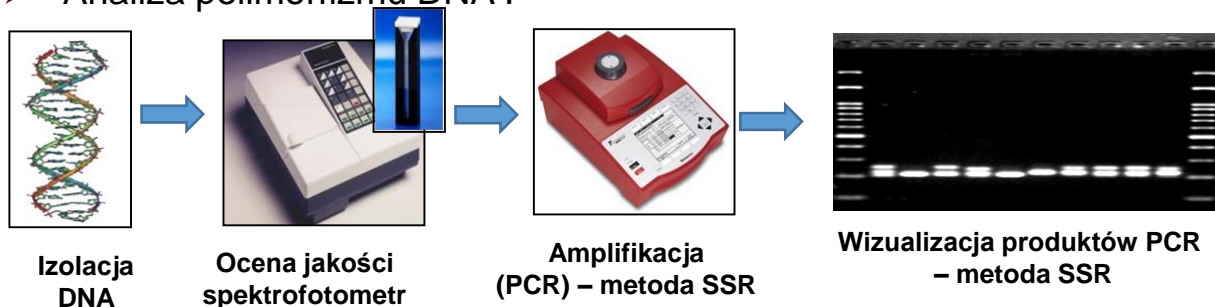 Analiza polimorfizmu DNA :
Izolacja
DNA
Ocena jakości
spektrofotometr
Amplifikacja
(PCR) – metoda SSR
Wizualizacja produktów PCR
– metoda SSR